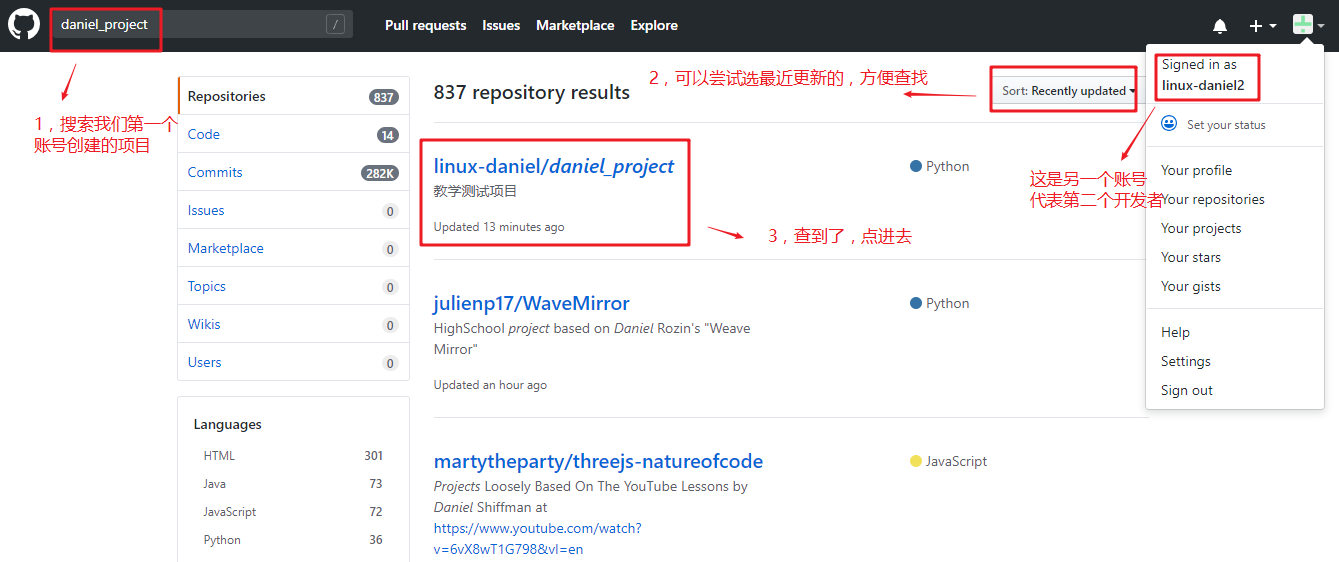 daniel_project
/
Pull requests
Issues
Marketplace
Explore
1，搜索我们第一个
账号创建的项目
Repositories
837
Code
14
Commits
282K
Issues
0
Marketplace
0
Topics
0
Wikis
0
Users
0
Languages
HTML
301
Java
73
JavaScript
72
Python
36
837 repository results
2，可以尝试选最近更新的，方便查找
Sort: Recently updated
linux-daniel/daniel_project
教学测试项目
Updated 13 minutes ago
Python
3，查到了，点进去
julienp17/WaveMirror
Python
HighSchool project based on Daniel Rozin's "Weave
Mirror"
Updated an hour ago
martytheparty/threejs-natureofcode
JavaScript
Projects Loosely Based On The YouTube Lessons by
Daniel Shiffman at
https://www.youtube.com/watch?
v=6vX8wT1G798&vl=en
Signed in as
linux-daniel2
这是另一个账号
代表第二个开发者
Set your status
Your profile
Your repositories
Your projects
Your stars
Your gists
Help
Settings
Sign out